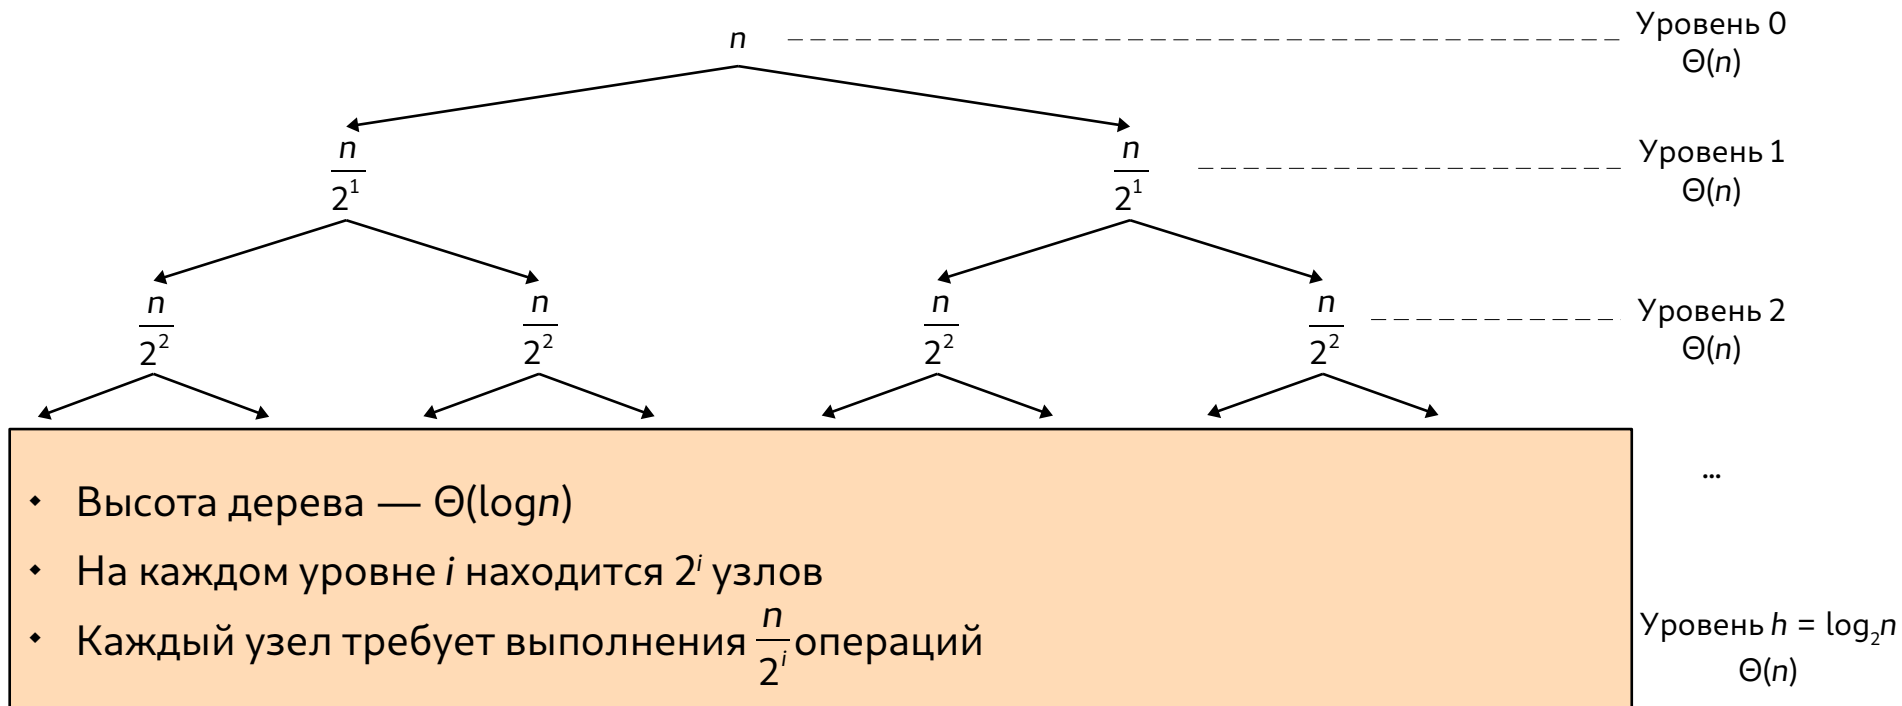 n
Уровень 0
Θ(n)
n/2¹ n/2¹
Уровень 1
Θ(n)
n/2² n/2² n/2² n/2²
Уровень 2
Θ(n)
...
• Высота дерева — Θ(logn)
• На каждом уровне i находится 2ⁱ узлов
• Каждый узел требует выполнения n/2ⁱ операций
Уровень h = log₂n
Θ(n)